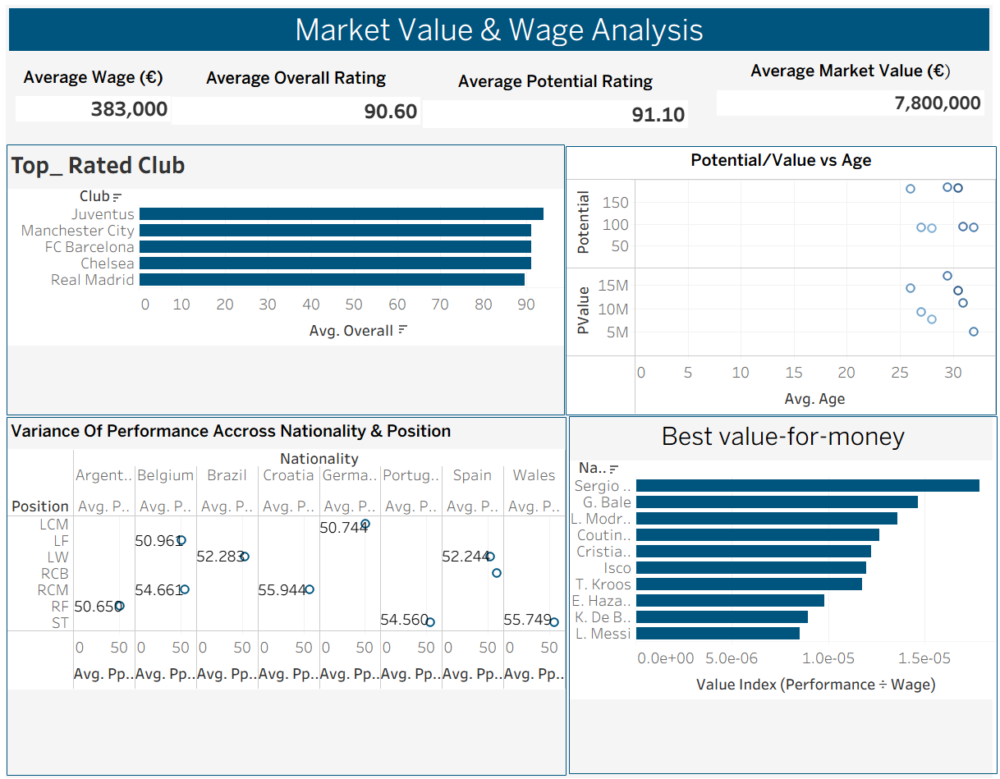 Market Value & Wage Analysis
Average Wage (€)
383,000
Average Overall Rating
90.60
Average Potential Rating
91.10
Average Market Value (€)
7,800,000
Top_ Rated Club
Club
Juventus
Manchester City
FC Barcelona
Chelsea
Real Madrid
0 10 20 30 40 50 60 70 80 90
Avg. Overall
Potential/Value vs Age
Potential
150
100
50
PValue
15M
10M
5M
0 5 10 15 20 25 30
Avg. Age
Variance Of Performance Accross Nationality & Position
Nationality
Argent.. Belgium Brazil Croatia Germa.. Portug.. Spain Wales
Position Avg. P.. Avg. P.. Avg. P.. Avg. P.. Avg. P.. Avg. P.. Avg. P.. Avg. P..
LCM 50.744
LF 50.961
LW 52.283 52.244
RCB
RCM 54.661 55.944
RF 50.650
ST 54.560 55.749
0 50 0 50 0 50 0 50 0 50 0 50 0 50 0 50
Avg. Pp.. Avg. Pp.. Avg. Pp.. Avg. Pp.. Avg. Pp.. Avg. Pp.. Avg. Pp.. Avg. Pp..
Best value-for-money
Na..
Sergio ..
G. Bale
L. Modr..
Coutin..
Cristia..
Isco
T. Kroos
E. Haza..
K. De B..
L. Messi
0.0e+00 5.0e-06 1.0e-05 1.5e-05
Value Index (Performance ÷ Wage)